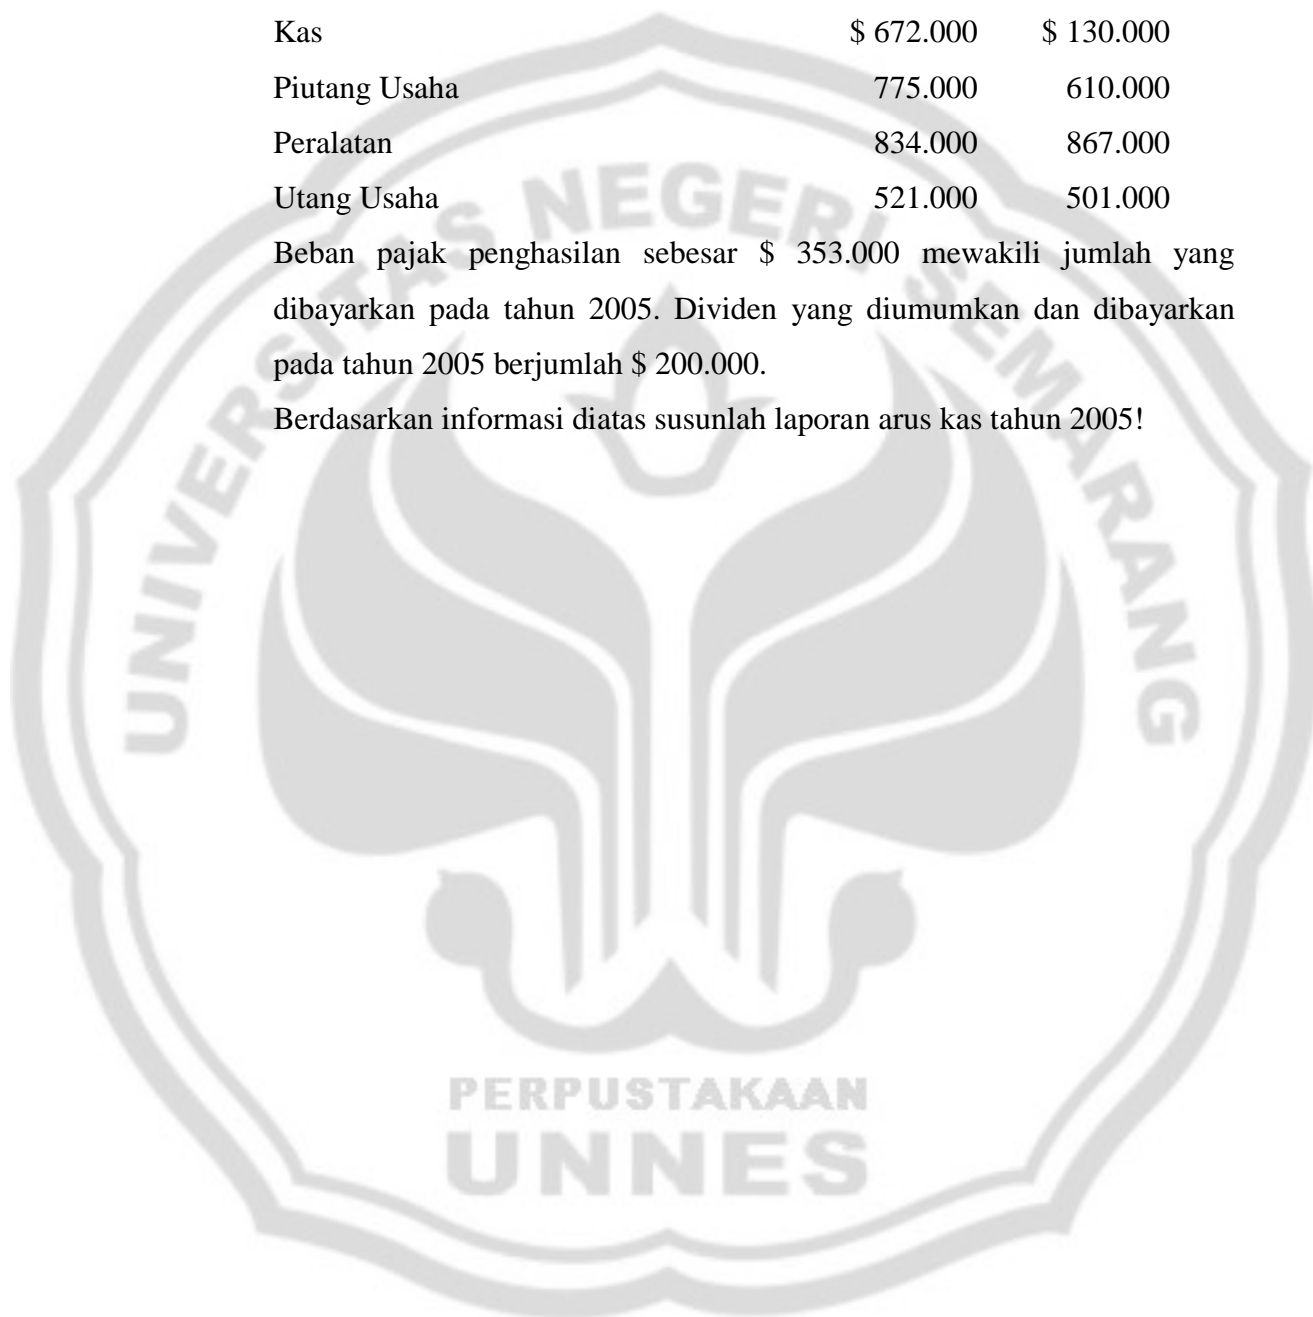 Kas $ 672.000 $ 130.000
Piutang Usaha 775.000 610.000
Peralatan 834.000 867.000
Utang Usaha 521.000 501.000
Beban pajak penghasilan sebesar $ 353.000 mewakili jumlah yang
dibayarkan pada tahun 2005. Dividen yang diumumkan dan dibayarkan
pada tahun 2005 berjumlah $ 200.000.
Berdasarkan informasi diatas susunlah laporan arus kas tahun 2005!
UNIVERSITAS NEGERI SEMARANG
PERPUSTAKAAN
UNNES